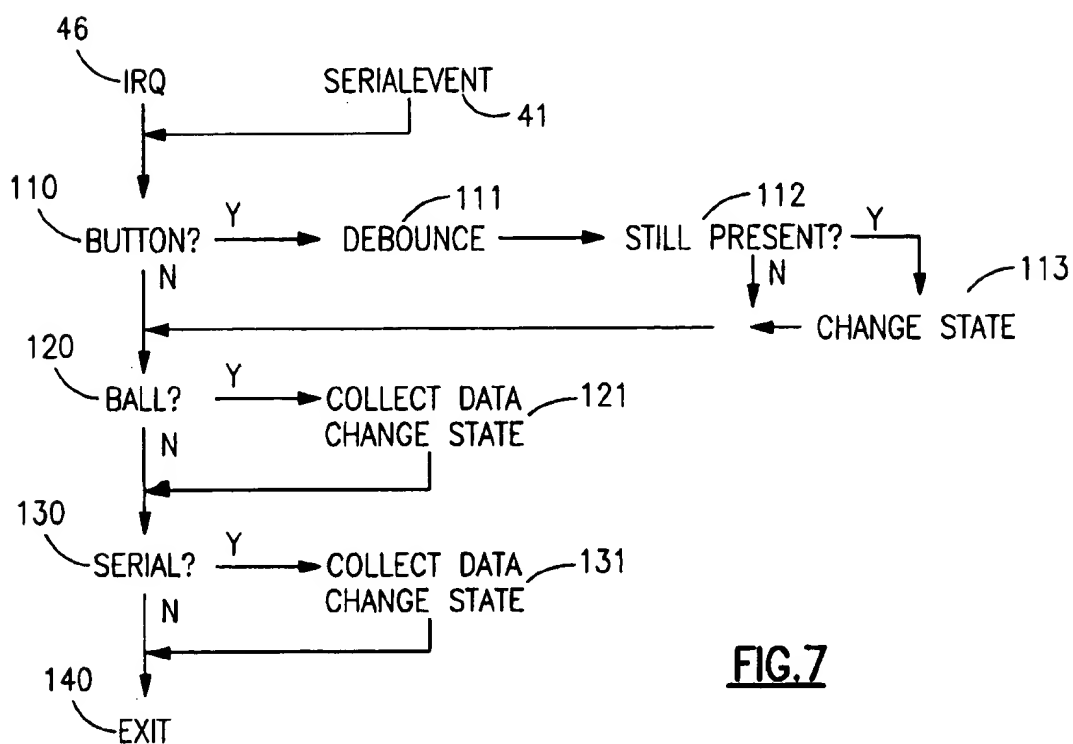 46
IRQ
SERIALEVENT
41
110
BUTTON?
Y
111
DEBOUNCE
112
STILL PRESENT?
Y
N
N
113
CHANGE STATE
120
BALL?
Y
COLLECT DATA
CHANGE STATE
121
N
130
SERIAL?
Y
COLLECT DATA
CHANGE STATE
131
N
140
EXIT
FIG.7